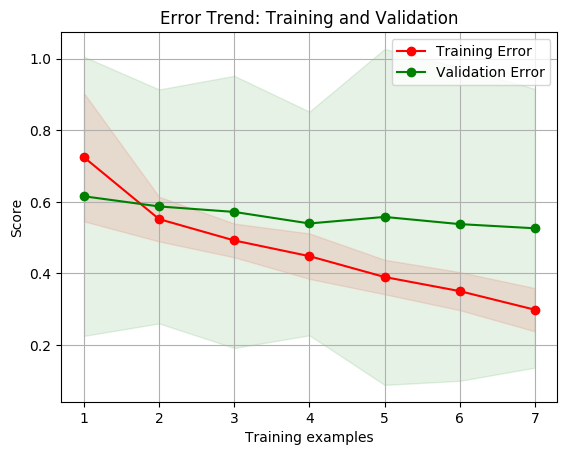 Error Trend: Training and Validation
Training Error
Validation Error
1.0
0.8
0.6
0.4
0.2
Score
1 2 3 4 5 6 7
Training examples